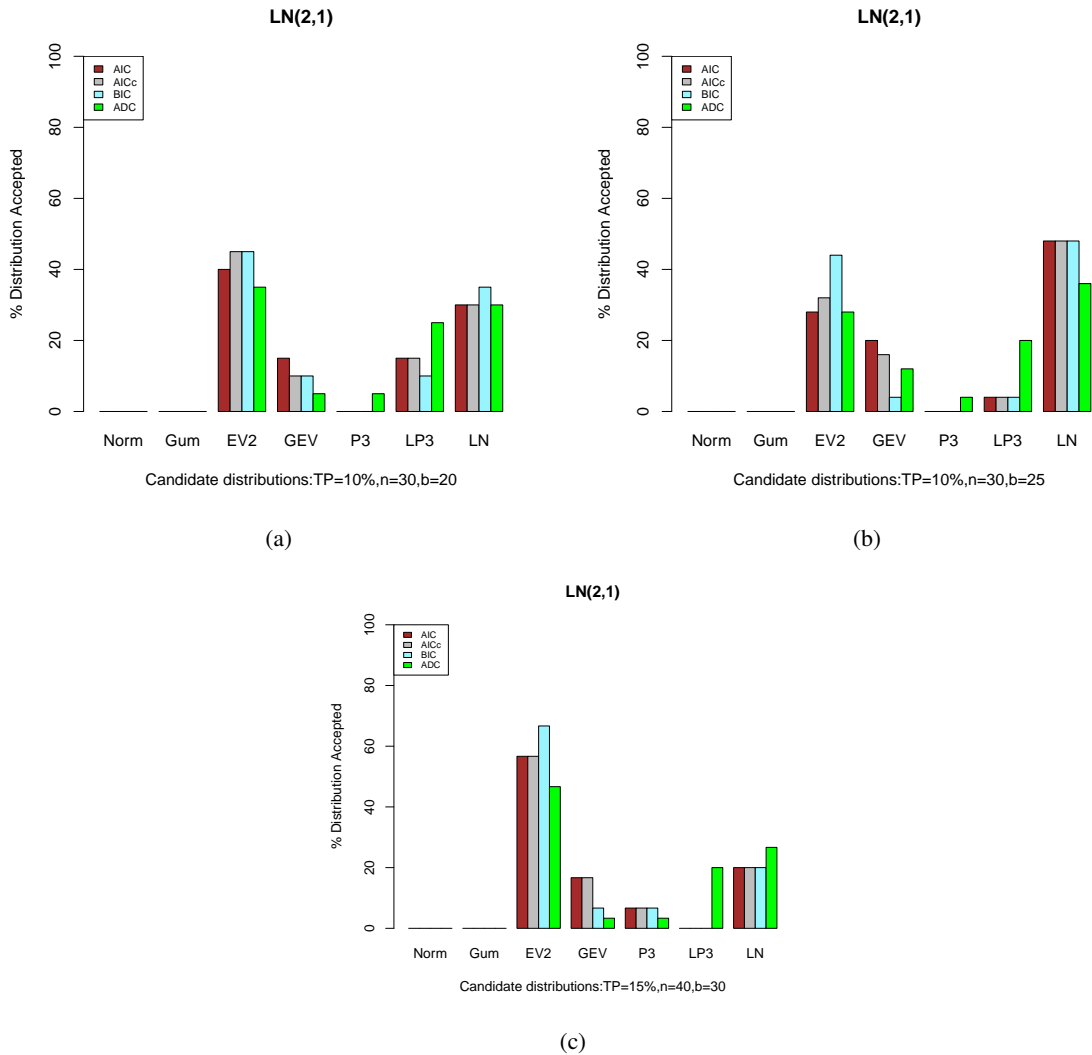 LN(2,1)
% Distribution Accepted
100
80
60
40
20
0
AIC
AICc
BIC
ADC
Norm Gum EV2 GEV P3 LP3 LN
Candidate distributions:TP=10%,n=30,b=20
(a)
LN(2,1)
% Distribution Accepted
100
80
60
40
20
0
AIC
AICc
BIC
ADC
Norm Gum EV2 GEV P3 LP3 LN
Candidate distributions:TP=10%,n=30,b=25
(b)
LN(2,1)
% Distribution Accepted
100
80
60
40
20
0
AIC
AICc
BIC
ADC
Norm Gum EV2 GEV P3 LP3 LN
Candidate distributions:TP=15%,n=40,b=30
(c)